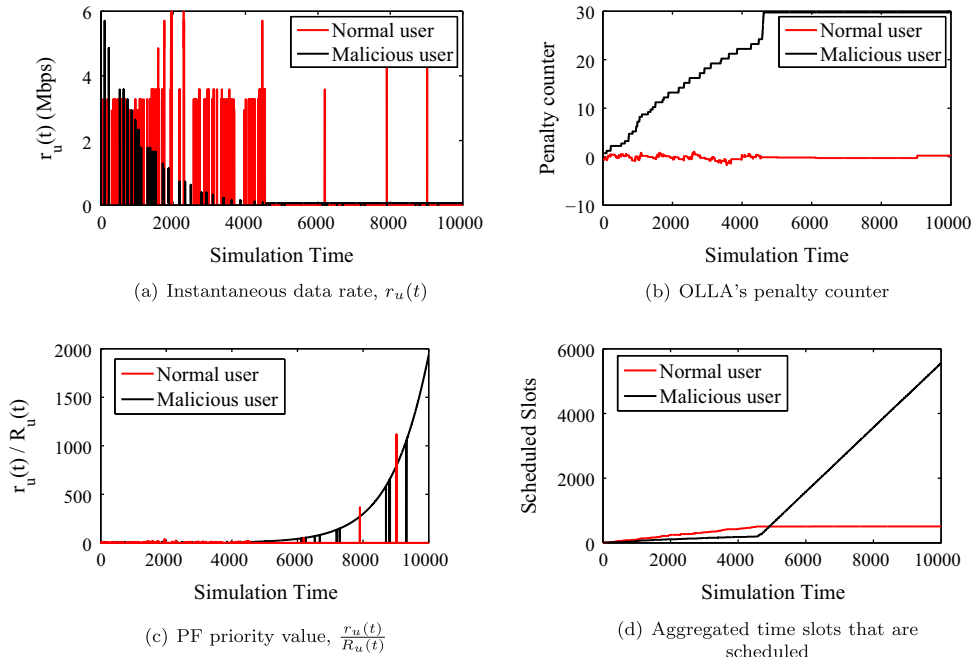 6
4
2
0
r_u(t) (Mbps)
Normal user
Malicious user
0 2000 4000 6000 8000 10000
Simulation Time
(a) Instantaneous data rate, r_u(t)
30
20
10
0
−10
Penalty counter
Normal user
Malicious user
0 2000 4000 6000 8000 10000
Simulation Time
(b) OLLA's penalty counter
2000
1500
1000
500
0
r_u(t) / R_u(t)
Normal user
Malicious user
0 2000 4000 6000 8000 10000
Simulation Time
(c) PF priority value, r_u(t)/R_u(t)
6000
4000
2000
0
Scheduled Slots
Normal user
Malicious user
0 2000 4000 6000 8000 10000
Simulation Time
(d) Aggregated time slots that are
scheduled